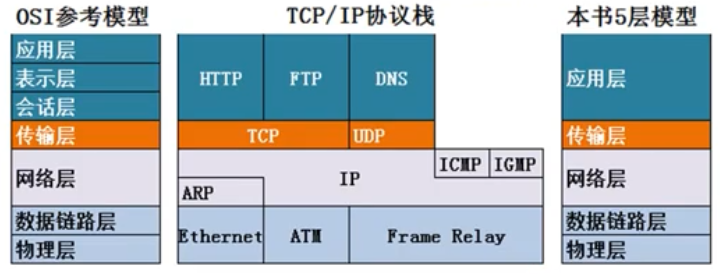 OSI参考模型
应用层
表示层
会话层
传输层
网络层
数据链路层
物理层
TCP/IP协议栈
HTTP FTP DNS
TCP UDP
ICMP IGMP
IP
ARP
Ethernet ATM Frame Relay
本书5层模型
应用层
传输层
网络层
数据链路层
物理层